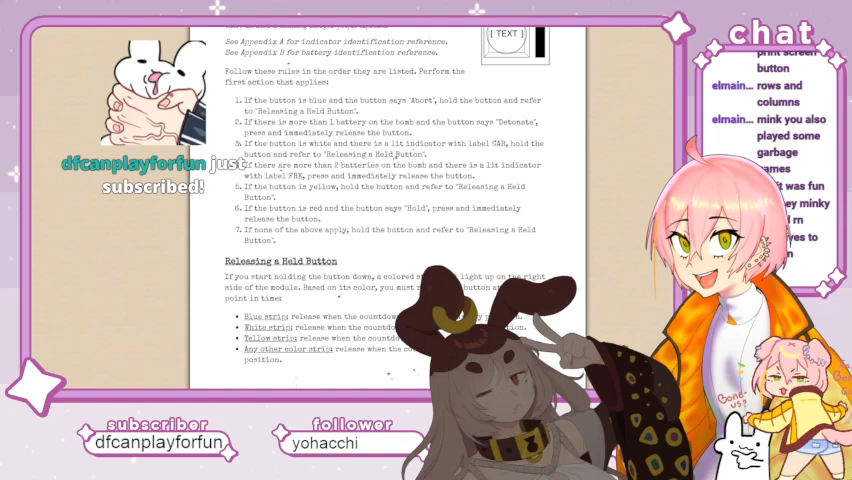 [ TEXT ]
See Appendix A for indicator identification reference.
See Appendix B for battery identification reference.
Follow these rules in the order they are listed. Perform the
first action that applies:
1. If the button is blue and the button says "Abort", hold the button and refer
to "Releasing a Held Button".
2. If there is more than 1 battery on the bomb and the button says "Detonate",
press and immediately release the button.
3. If the button is white and there is a lit indicator with label CAR, hold the
button and refer to "Releasing a Held Button".
If there are more than 2 batteries on the bomb and there is a lit indicator
with label FRK, press and immediately release the button.
5. If the button is yellow, hold the button and refer to "Releasing a Held
Button".
6. If the button is red and the button says "Hold", press and immediately
release the button.
7. If none of the above apply, hold the button and refer to "Releasing a Held
Button".
Releasing a Held Button
If you start holding the button down, a colored light up on the right
side of the module. Based on its color, you must button
point in time:
• Blue strip: release when the countdown
• White strip: release when the
• Yellow strip: release when the
• Any other color strip: release when the
position.
dfcanplayforfun just
subscribed!
chat
print screen
button
elmain... rows and
columns
elmain... mink you also
played some
garbage
it was fun
minky
rn
to
BONE-
US?
subscriber
dfcanplayforfun
follower
yohacchi